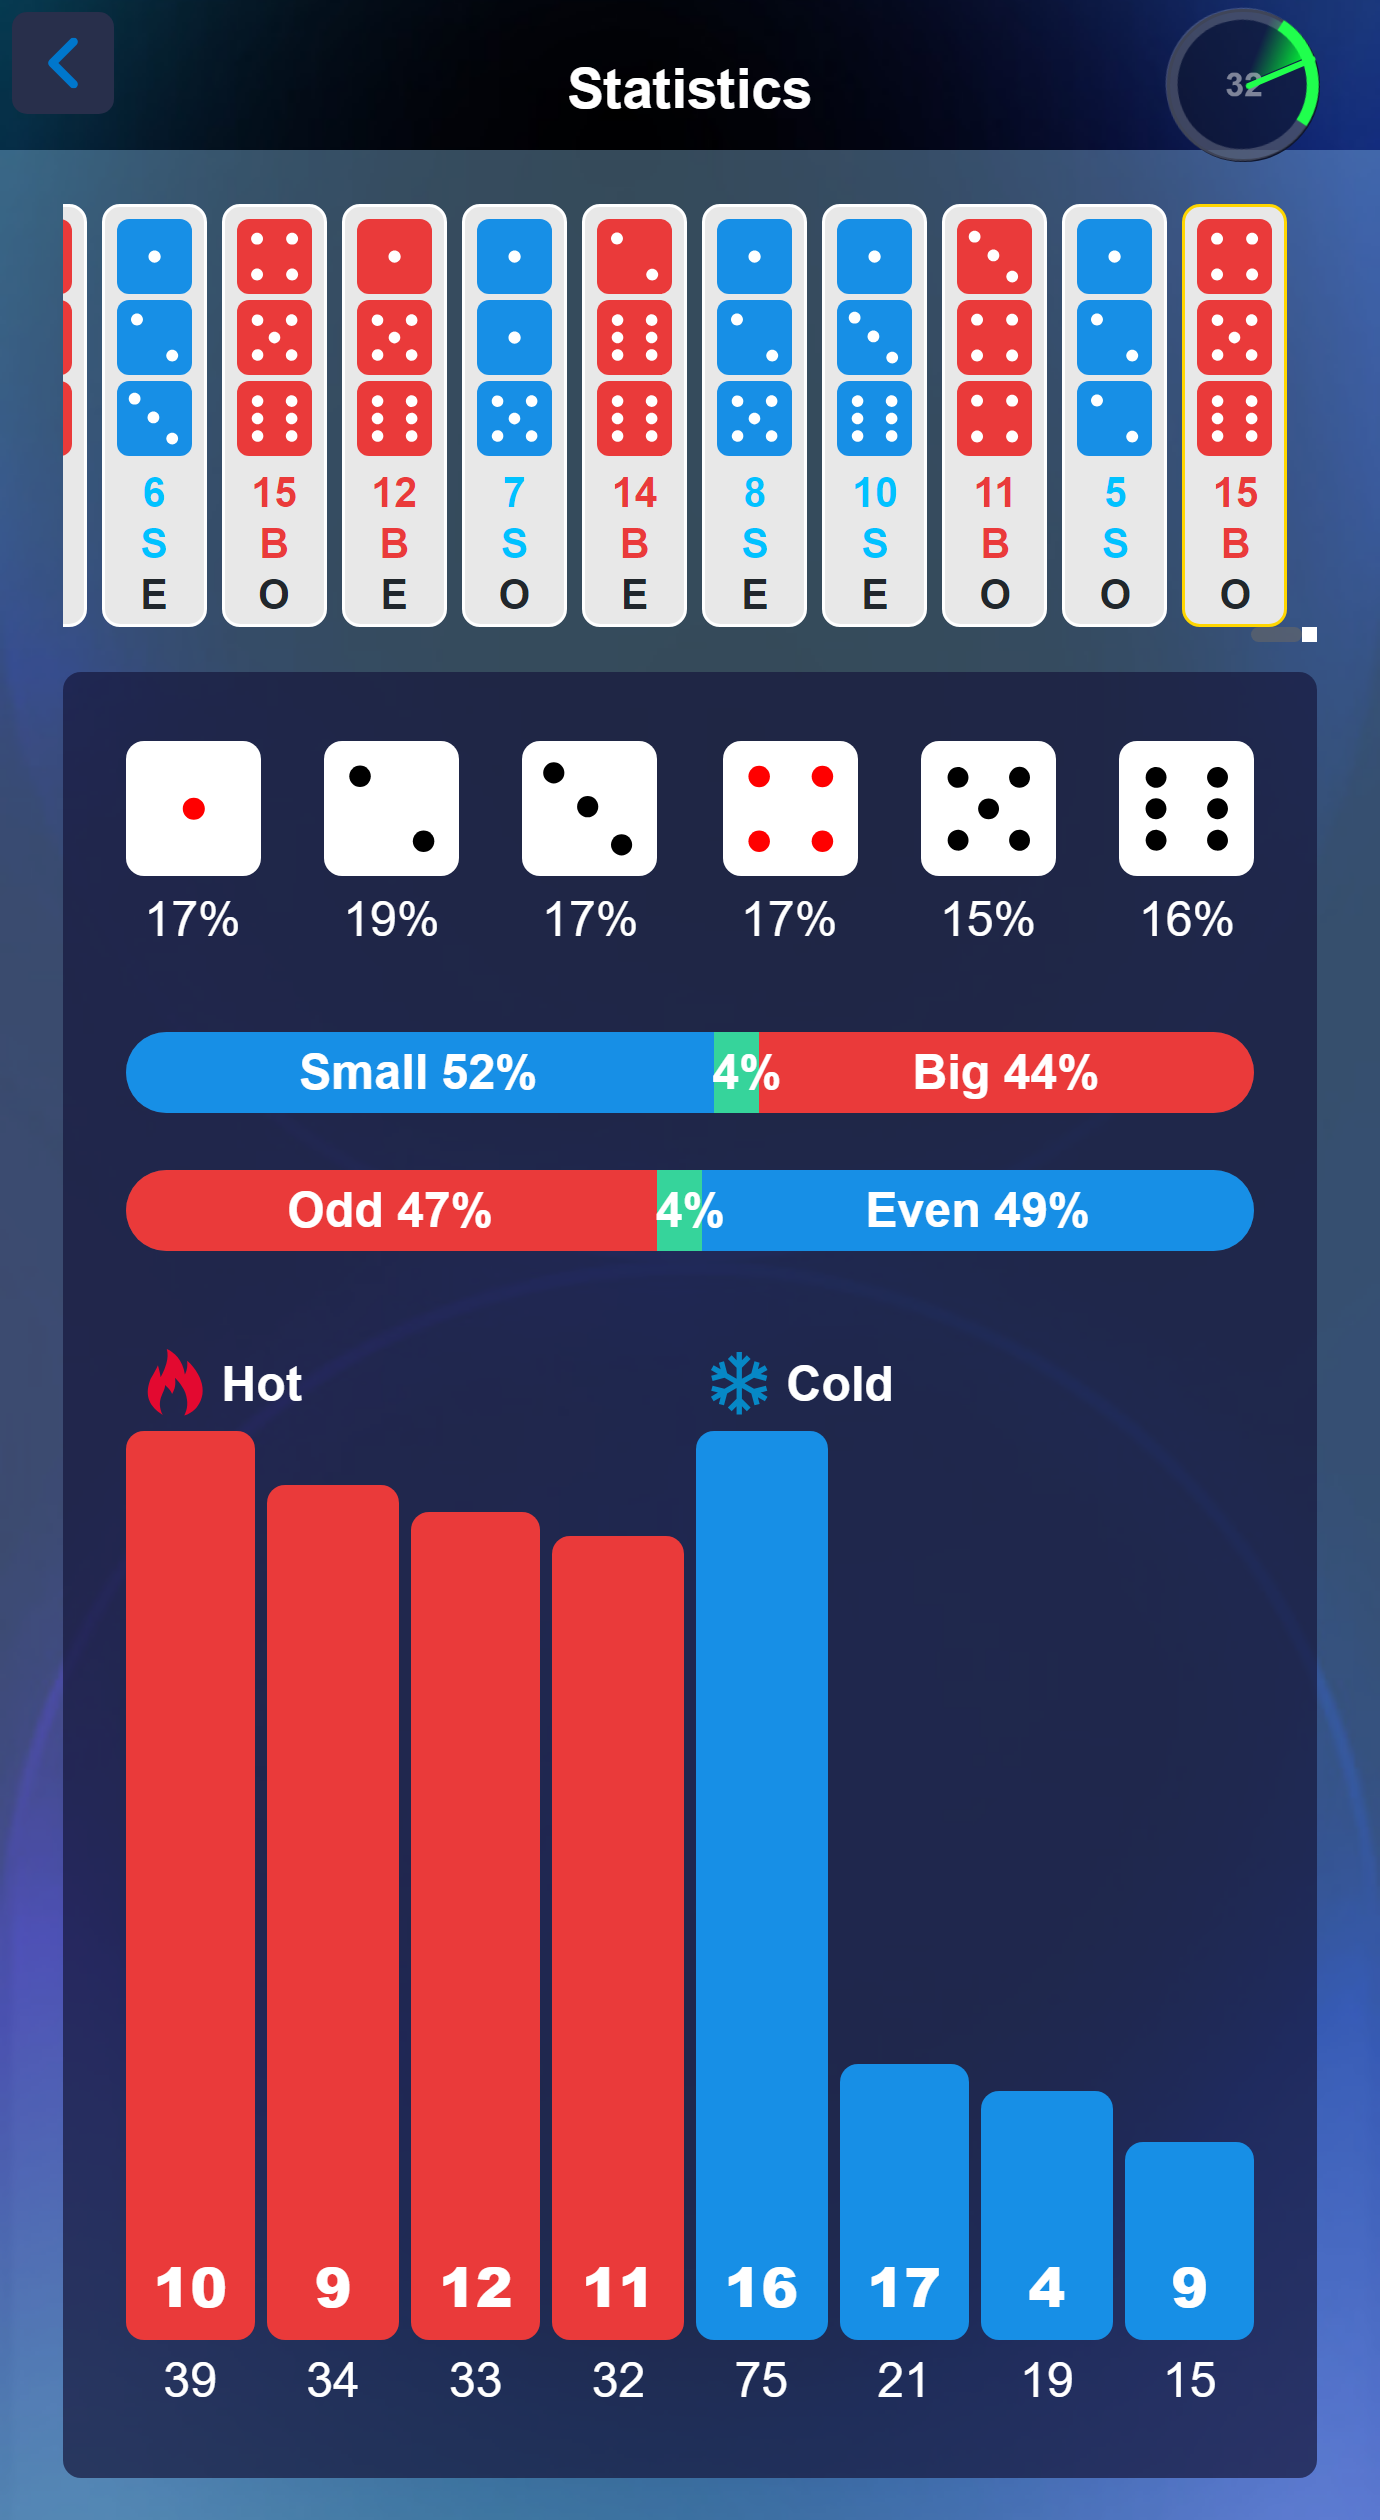 Statistics
32
6 15 12 7 14 8 10 11 5 15
S B B S B S S B S B
E O E O E E E O O O
17% 19% 17% 17% 15% 16%
Small 52% 4% Big 44%
Odd 47% 4% Even 49%
Hot Cold
10 9 12 11 16 17 4 9
39 34 33 32 75 21 19 15